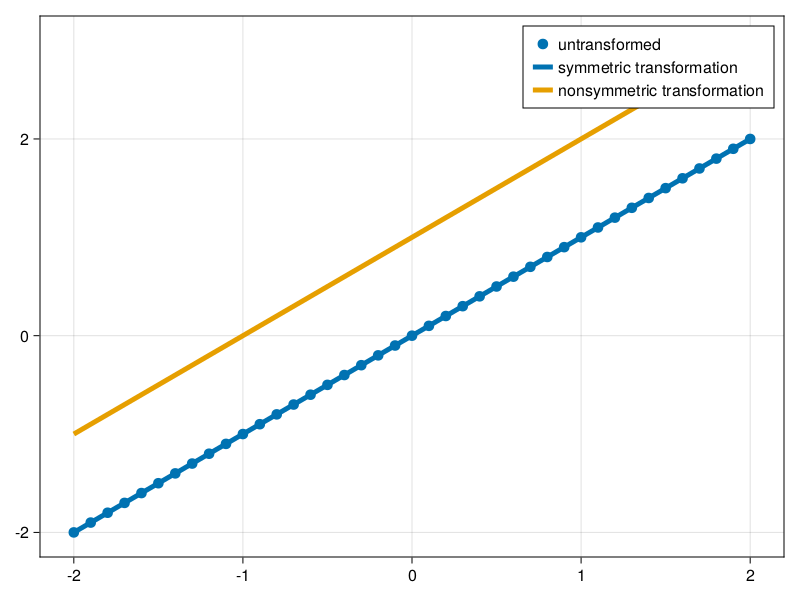 untransformed
symmetric transformation
nonsymmetric transformation
2
0
-2
-2
-1
0
1
2